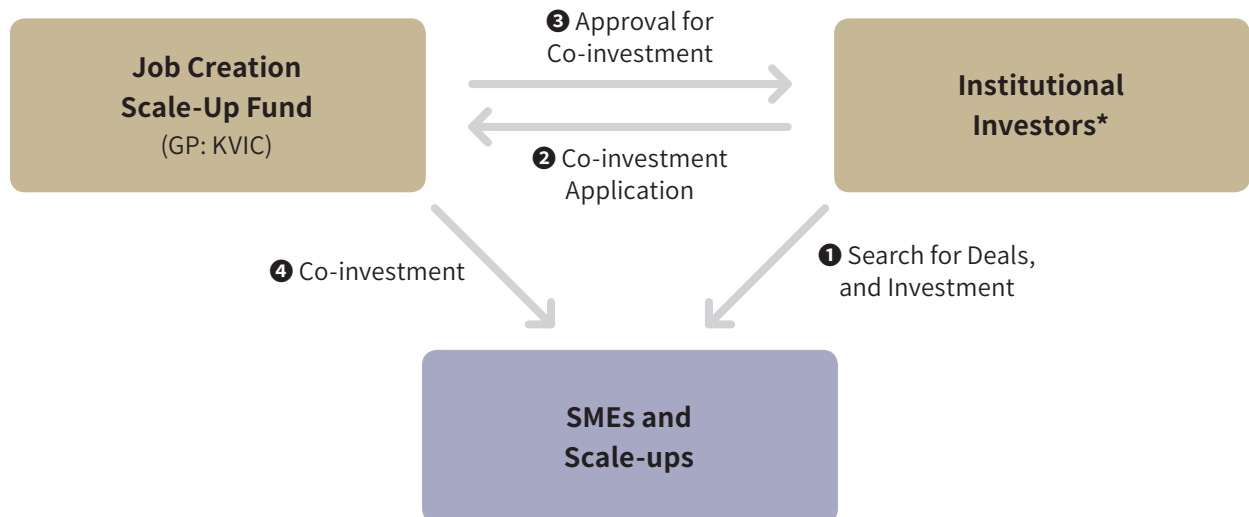 ❸ Approval for
Co-investment
Job Creation
Scale-Up Fund
(GP: KVIC)
Institutional
Investors*
❷ Co-investment
Application
❹ Co-investment
❶ Search for Deals,
and Investment
SMEs and
Scale-ups